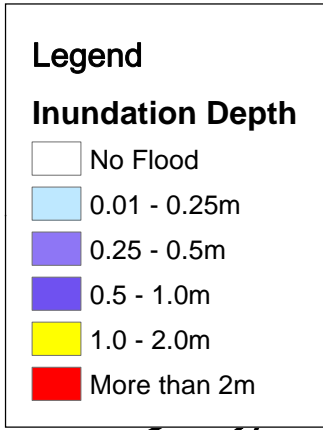 Legend
Inundation Depth
No Flood
0.01 - 0.25m
0.25 - 0.5m
0.5 - 1.0m
1.0 - 2.0m
More than 2m